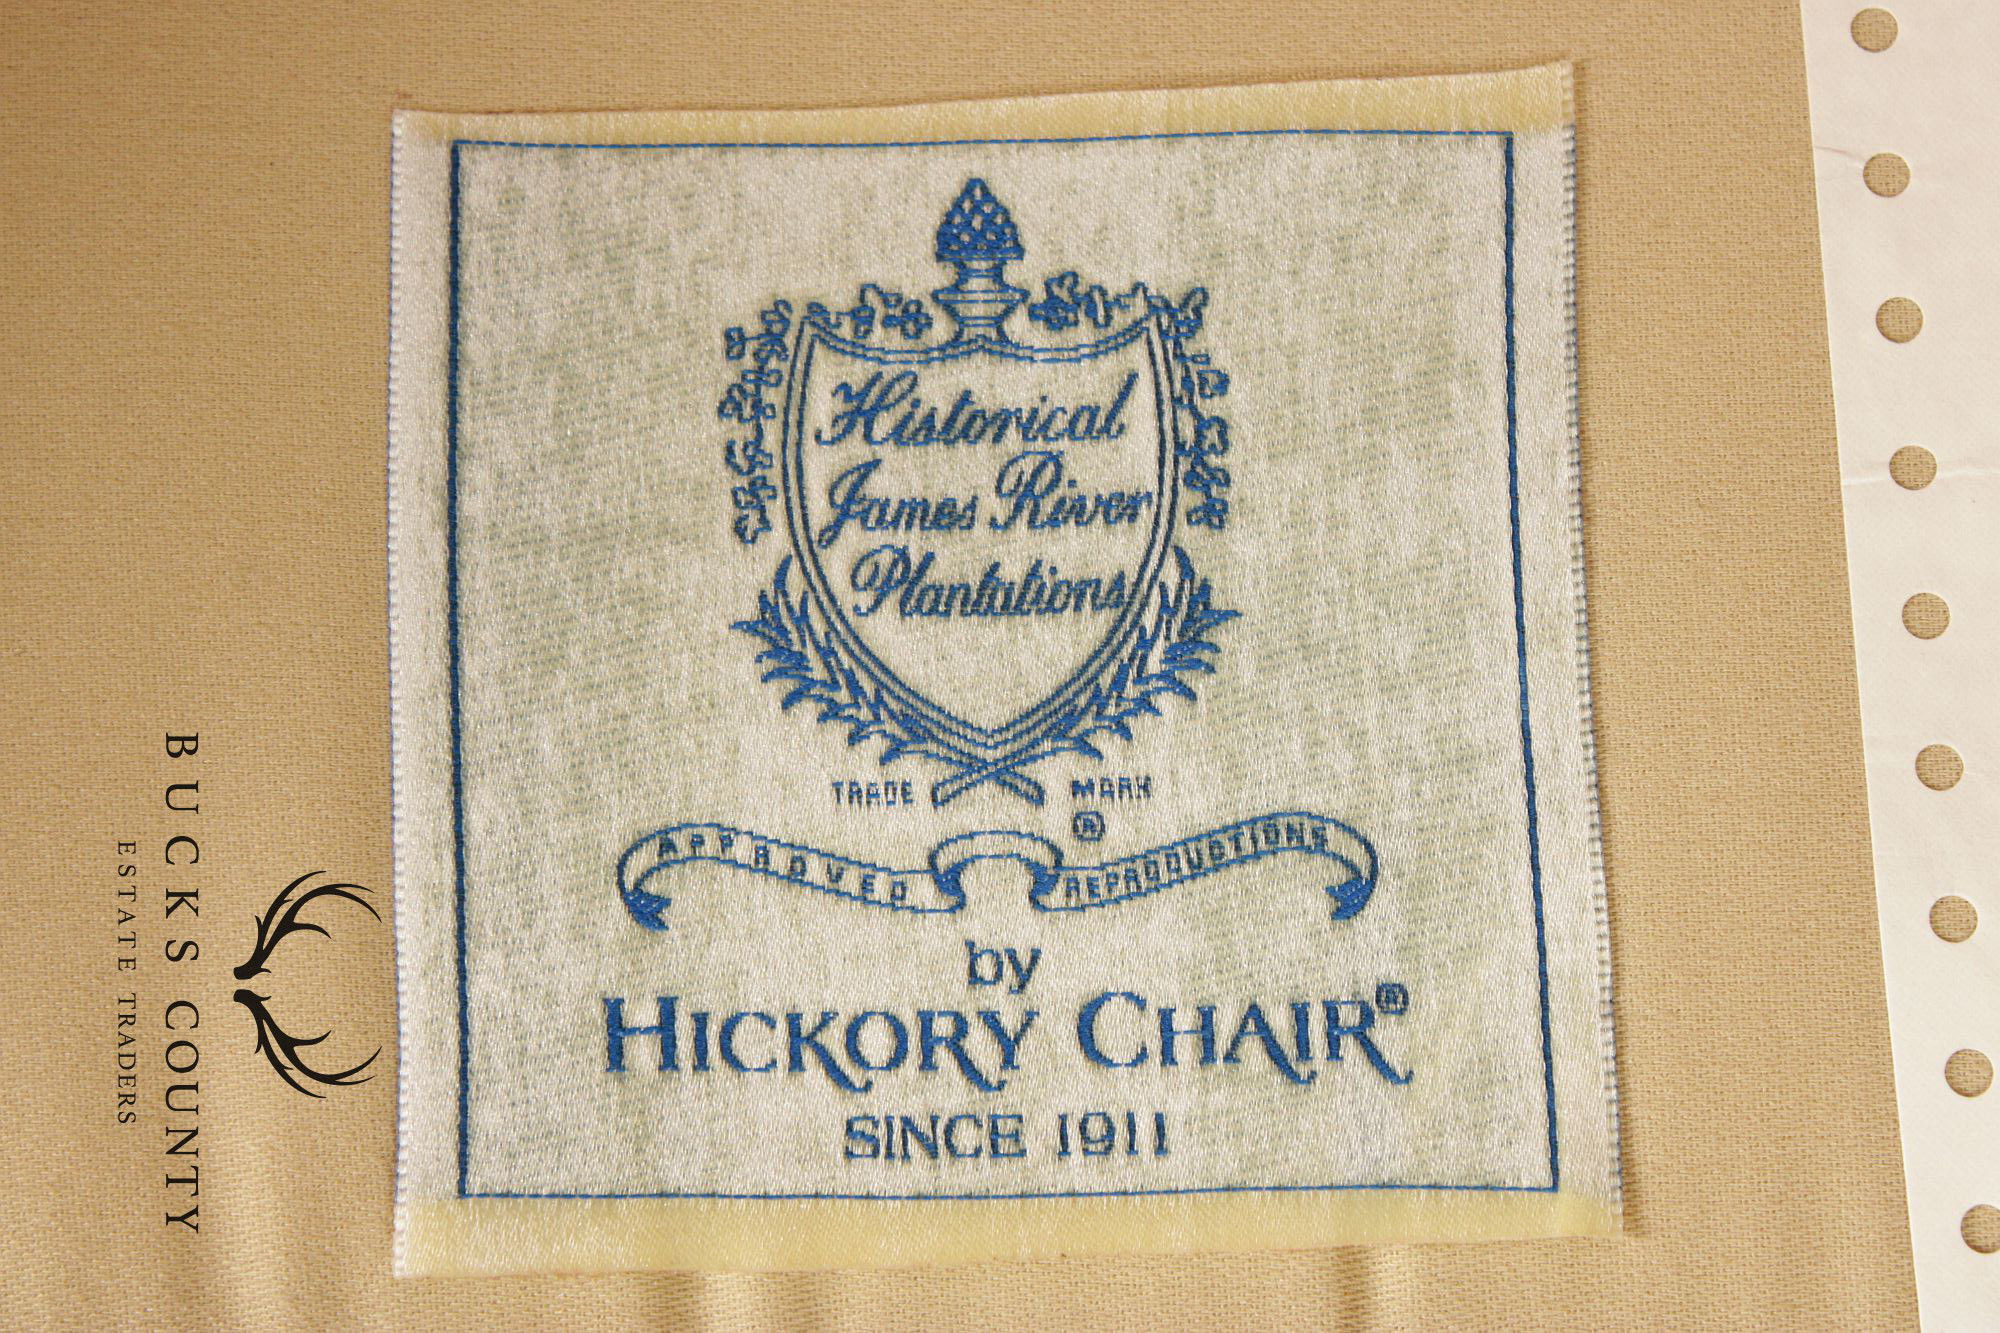 Historical
James River
Plantations
TRADE MARK
®
APPROVED REPRODUCTIONS
by
HICKORY CHAIR®
SINCE 1911
BUCKS COUNTY
ESTATE TRADERS